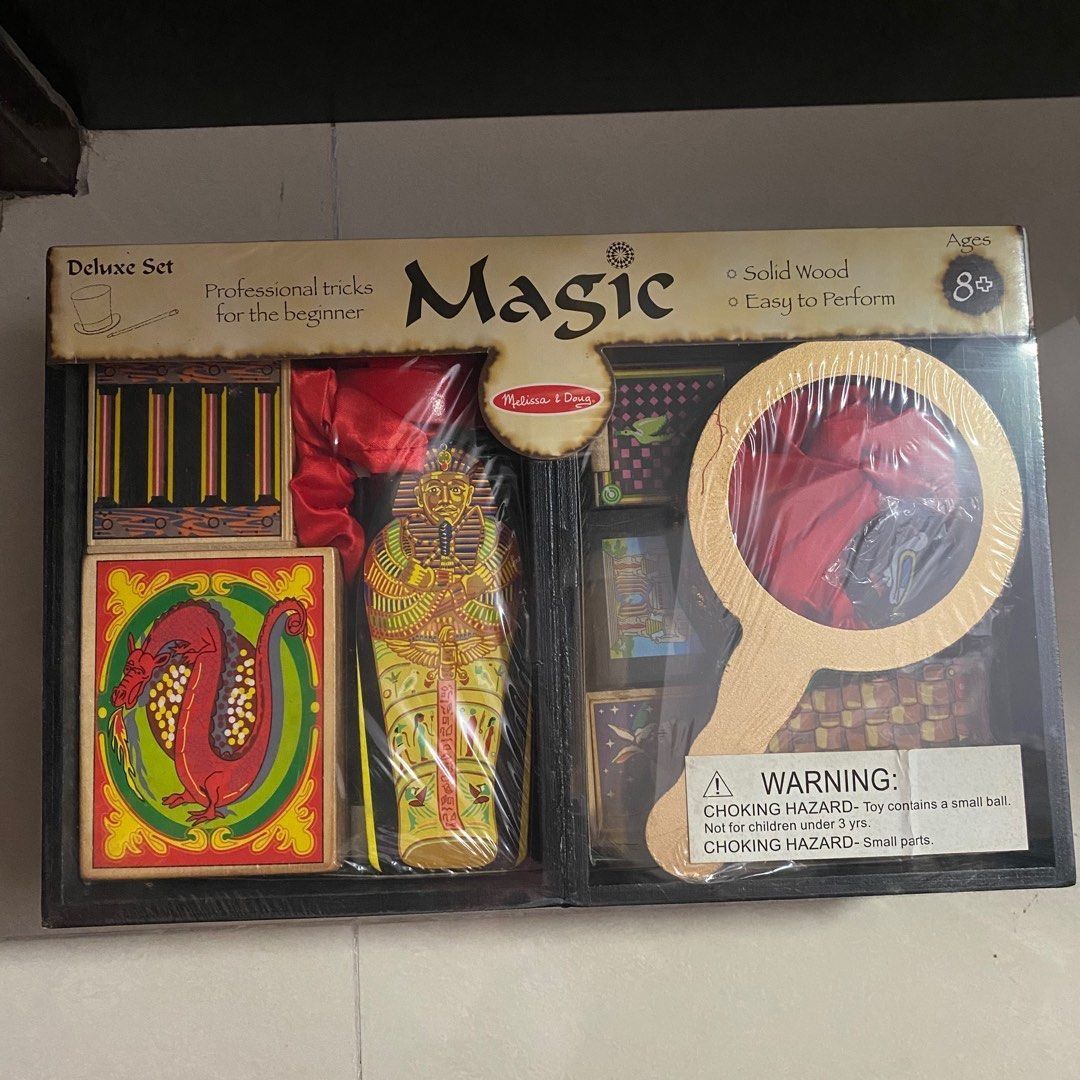 Deluxe Set
Professional tricks
for the beginner
Magic
Solid Wood
Easy to Perform
Ages
8+
Melissa & Doug
WARNING:
CHOKING HAZARD- Toy contains a small ball.
Not for children under 3 yrs.
CHOKING HAZARD- Small parts.